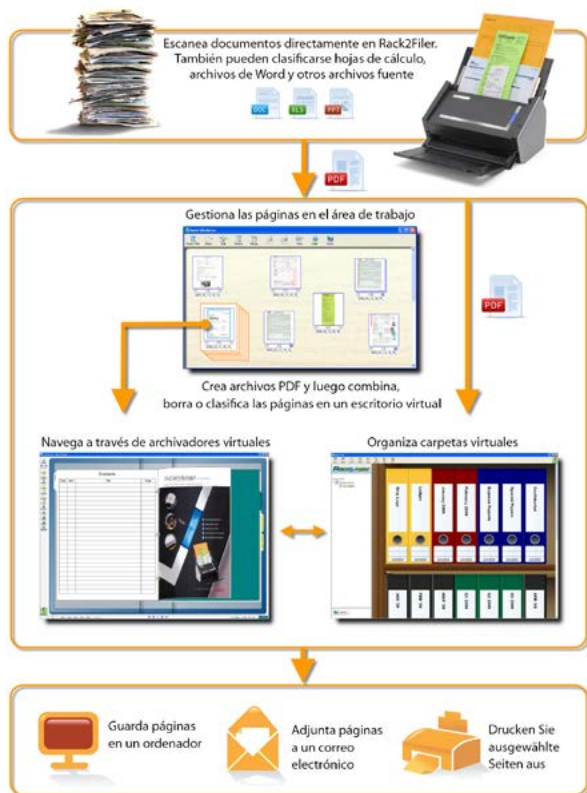 Escanea documentos directamente en Rack2Filer.
También pueden clasificarse hojas de cálculo,
archivos de Word y otros archivos fuente
DOC XLS PPT
PDF
Gestiona las páginas en el área de trabajo
PDF
Crea archivos PDF y luego combina,
borra o clasifica las páginas en un escritorio virtual
Navega a través de archivadores virtuales
Organiza carpetas virtuales
Guarda páginas
en un ordenador
Adjunta páginas
a un correo
electrónico
Drucken Sie
ausgewählte
Seiten aus